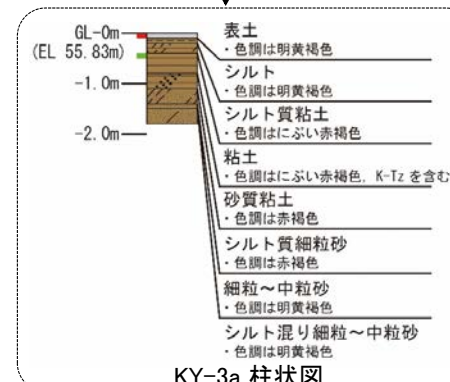 GL-0m
(EL 55.83m)
-1.0m
-2.0m
表土
・色調は明黄褐色
シルト
・色調は明黄褐色
シルト質粘土
・色調はにぶい赤褐色
粘土
・色調はにぶい赤褐色，K-Tz を含む
砂質粘土
・色調は赤褐色
シルト質細粒砂
・色調は赤褐色
細粒～中粒砂
・色調は明黄褐色
シルト混り細粒～中粒砂
・色調は明黄褐色
KY-3a 柱状図